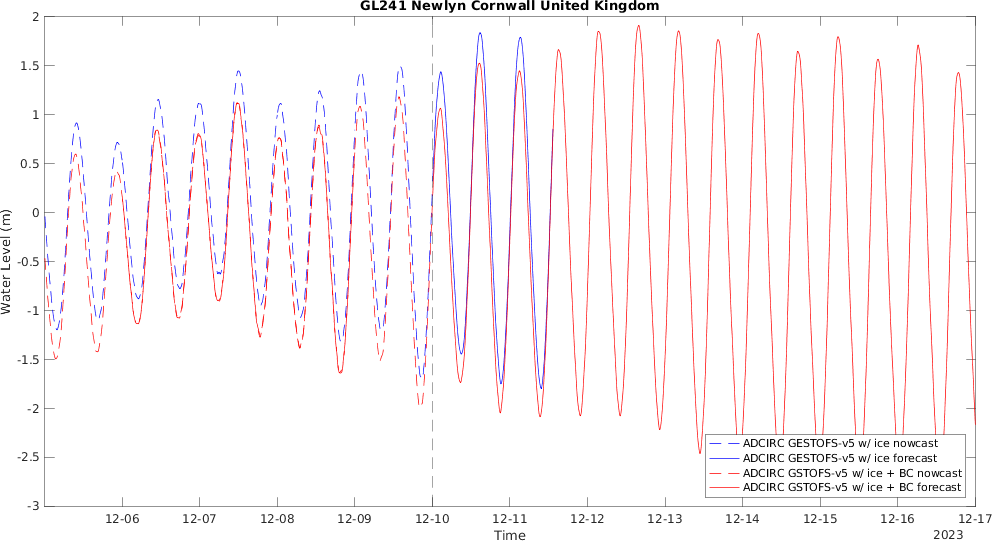 GL241 Newlyn Cornwall United Kingdom
2
1.5
1
0.5
0
-0.5
-1
-1.5
-2
-2.5
-3
Water Level (m)
ADCIRC GESTOFS-v5 w/ ice nowcast
ADCIRC GESTOFS-v5 w/ ice forecast
ADCIRC GSTOFS-v5 w/ ice + BC nowcast
ADCIRC GSTOFS-v5 w/ ice + BC forecast
12-06 12-07 12-08 12-09 12-10 12-11 12-12 12-13 12-14 12-15 12-16 12-17
Time
2023